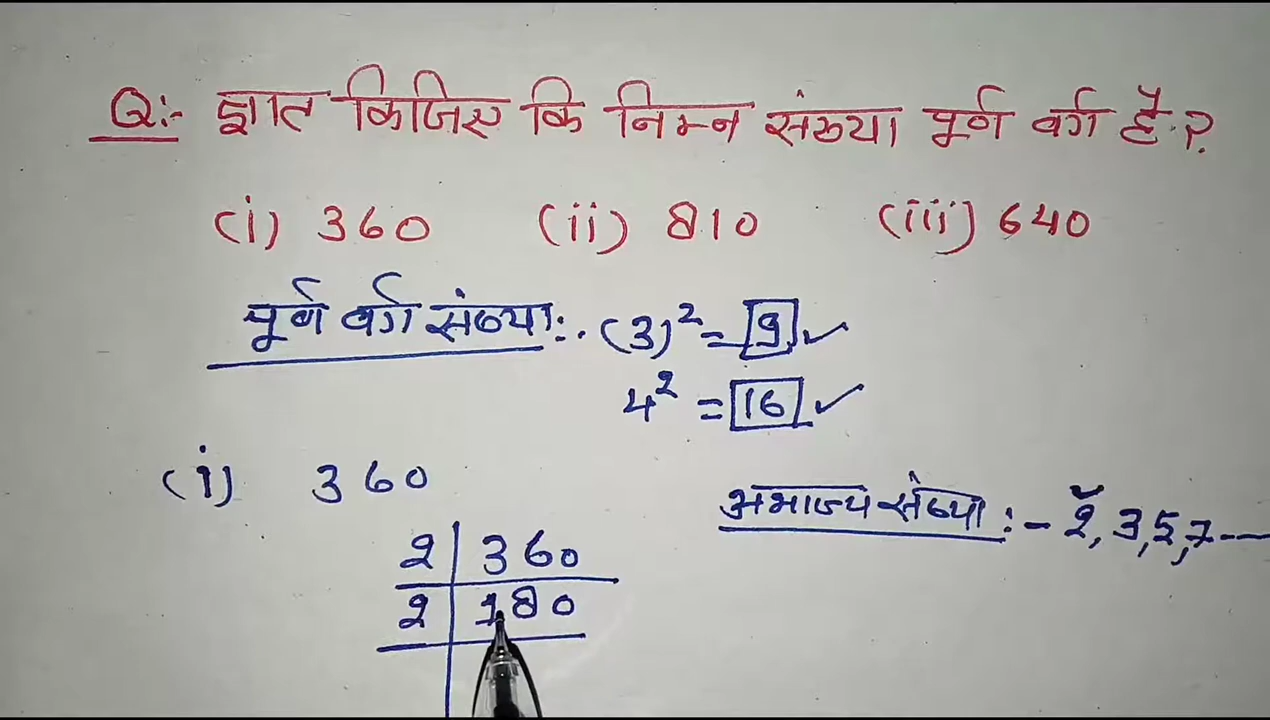 Q:- ज्ञात किजिए कि निम्न संख्या पूर्ण वर्ग है ?
(i) 360 (ii) 810 (iii) 640
पूर्ण वर्ग संख्या :. (3)² = 9 ✓
4² = 16 ✓
(i) 360
अभाज्य संख्या :- 2, 3, 5, 7 ----
2 | 360
2 | 180